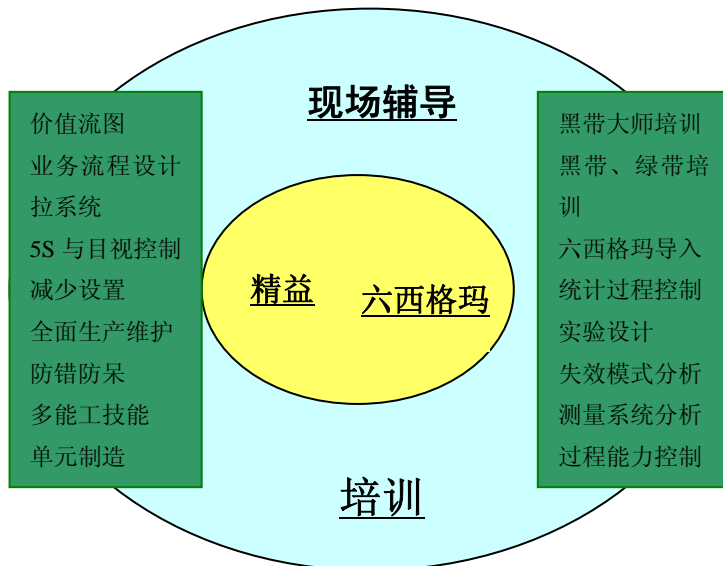 现场辅导
价值流图
业务流程设计
拉系统
5S 与目视控制
减少设置
全面生产维护
防错防呆
多能工技能
单元制造
精益
六西格玛
黑带大师培训
黑带、绿带培
训
六西格玛导入
统计过程控制
实验设计
失效模式分析
测量系统分析
过程能力控制
培训